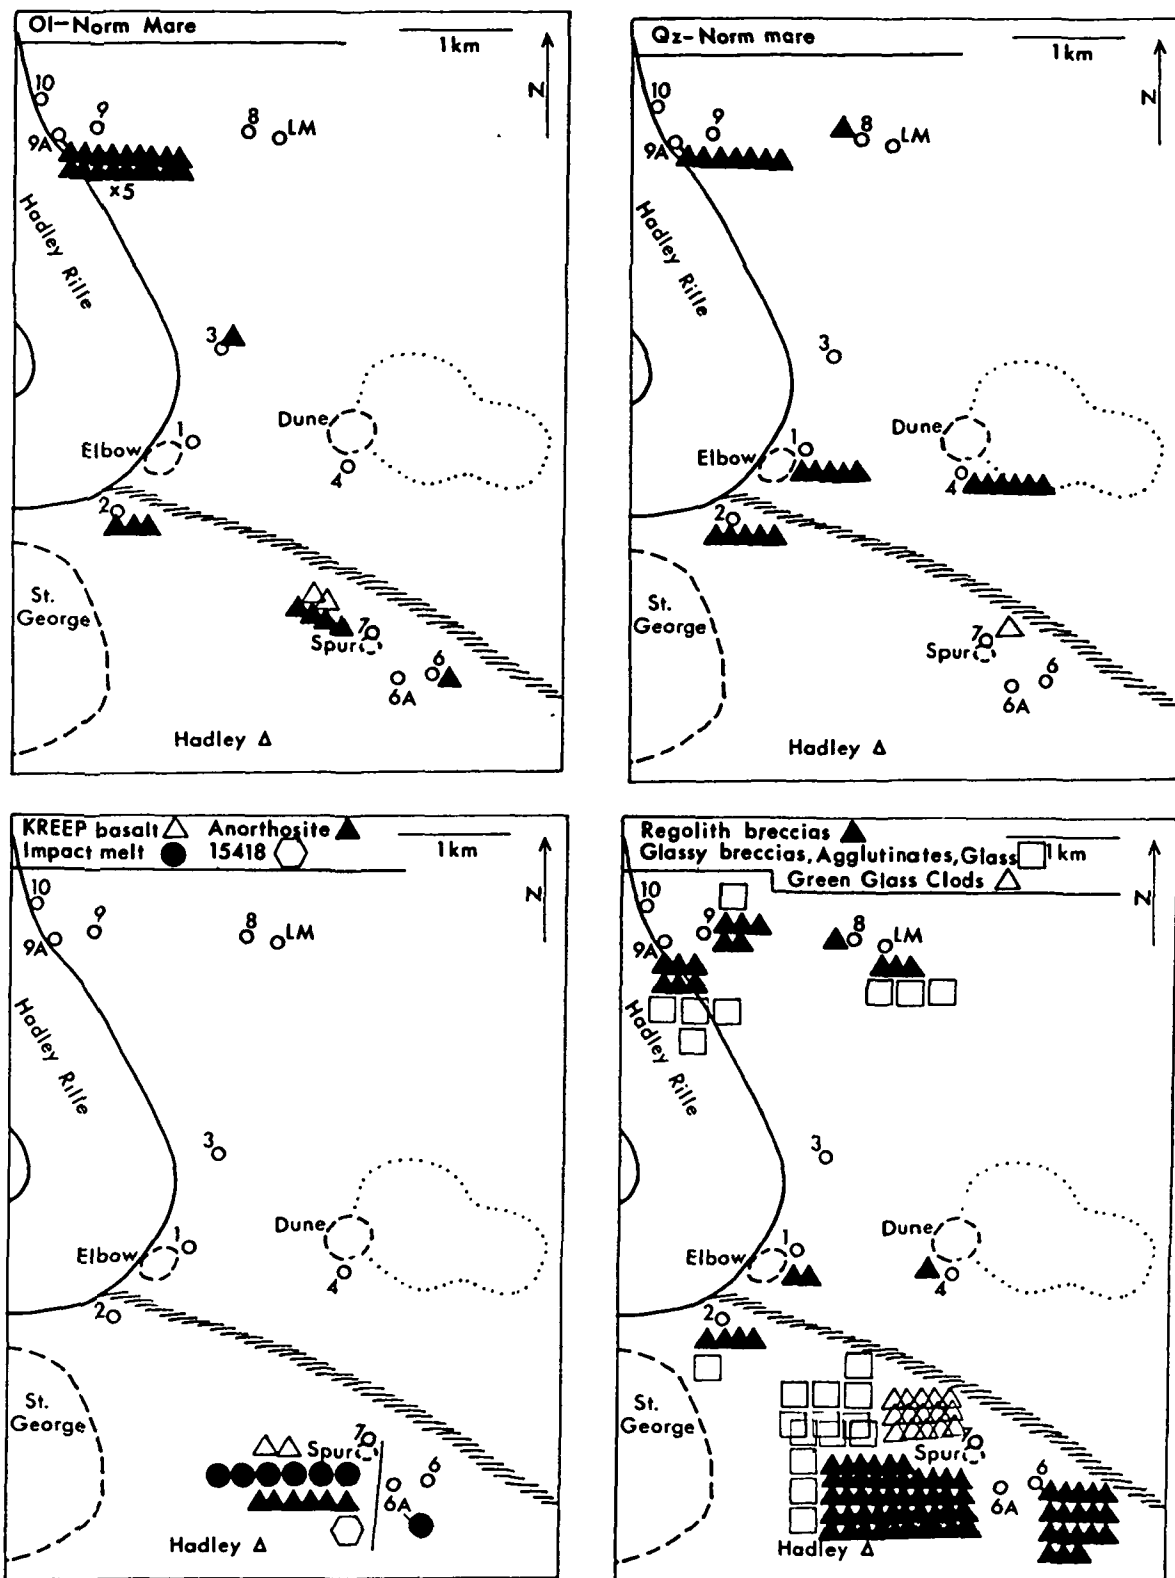 Ol-Norm Mare
1km
N
10
9
8
LM
9A
x5
Hadley Rille
3
Dune
1
Elbow
4
2
St.
George
7
Spur
6
6A
Hadley Δ
Qz-Norm mare
1km
N
10
9
8
LM
9A
Hadley Rille
3
Dune
1
Elbow
4
2
St.
George
7
Spur
6
6A
Hadley Δ
KREEP basalt Anorthosite
Impact melt 15418
1km
N
10
9
8
LM
9A
Hadley Rille
3
Dune
1
Elbow
4
2
St.
George
7
Spur
6
6A
Hadley Δ
Regolith breccias
Glassy breccias, Agglutinates, Glass 1km
Green Glass Clods
N
10
9
8
LM
9A
Hadley Rille
3
Dune
1
Elbow
4
2
St.
George
7
Spur
6
6A
Hadley Δ